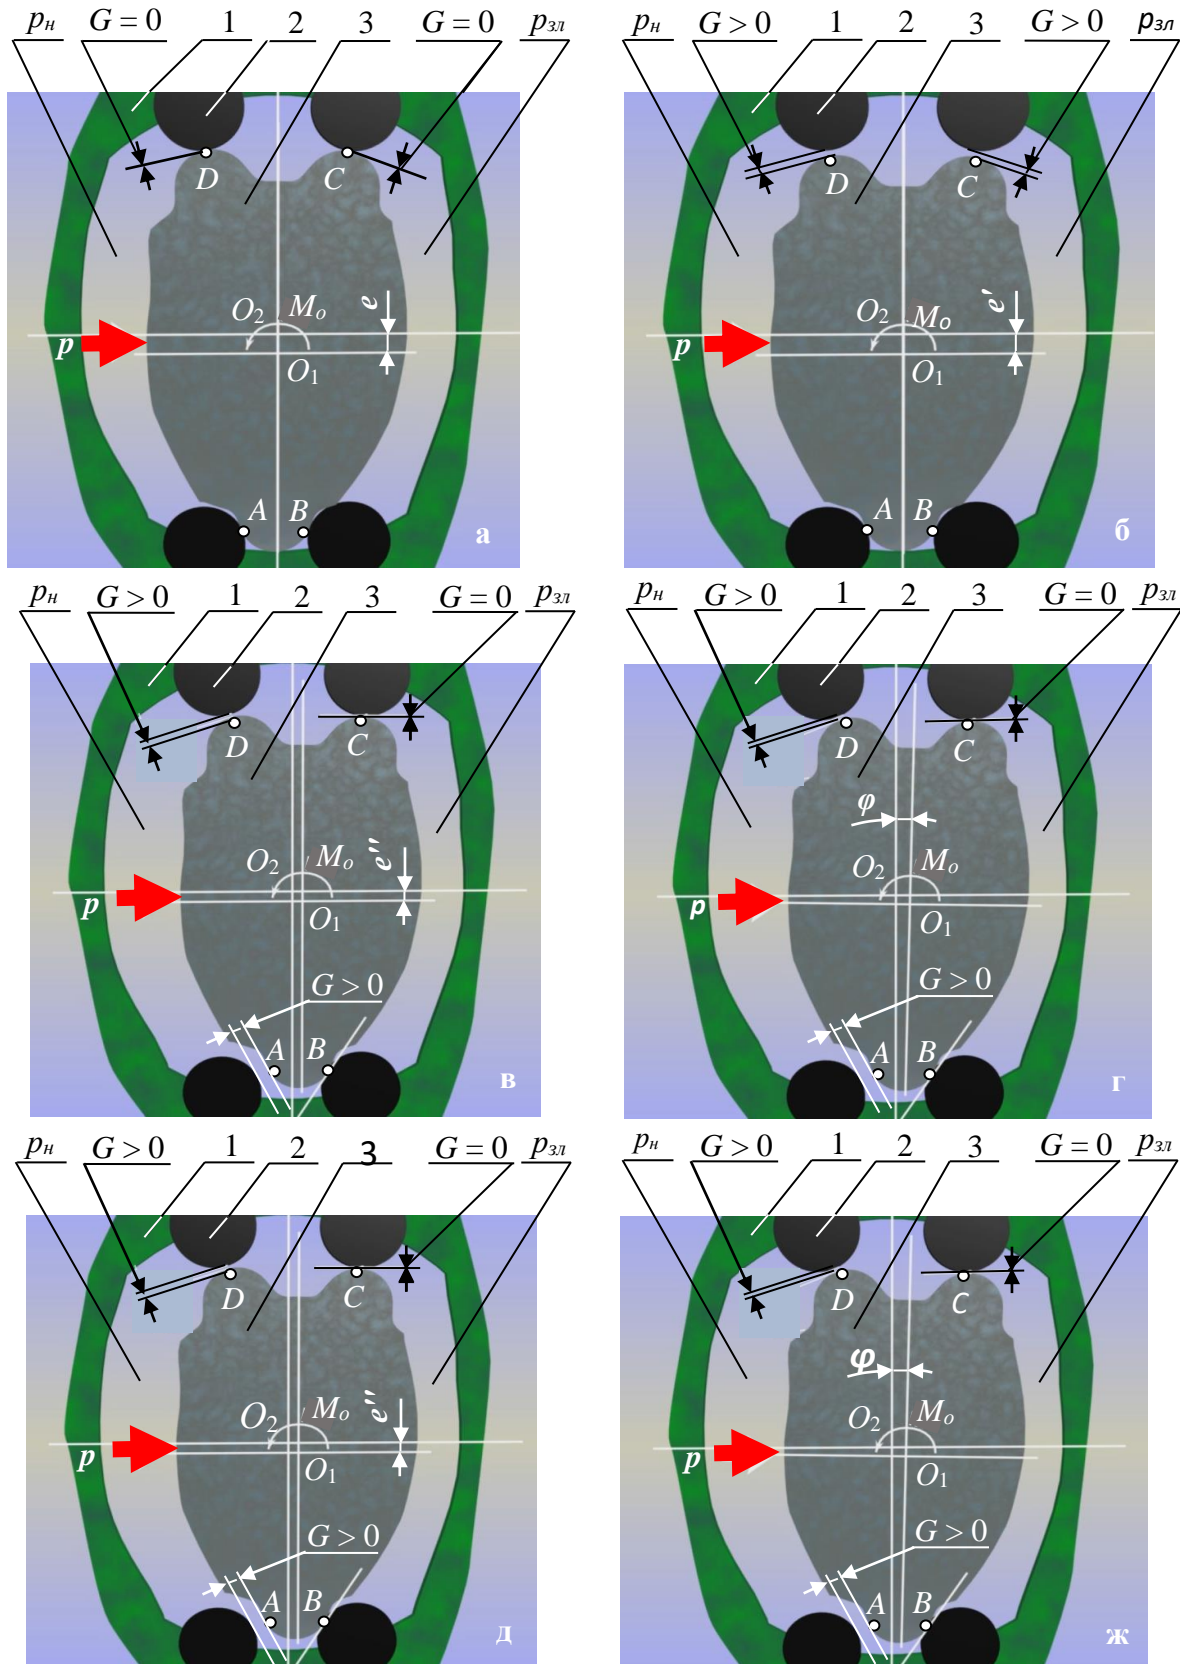 pн G = 0 1 2 3 G = 0 pзл
D C
O2 Mo e
p
O1
A B
а
pн G > 0 1 2 3 G > 0 pзл
D C
O2 Mo e′
p
O1
A B
б
pн G > 0 1 2 3 G = 0 pзл
D C
O2 Mo e″
p
O1
G > 0
A B
в
pн G > 0 1 2 3 G = 0 pзл
D C
φ
O2 Mo
p
O1
G > 0
A B
г
pн G > 0 1 2 3 G = 0 pзл
D C
O2 Mo e″
p
O1
G > 0
A B
д
pн G > 0 1 2 3 G = 0 pзл
D C
φ
O2 Mo
p
O1
G > 0
A B
ж